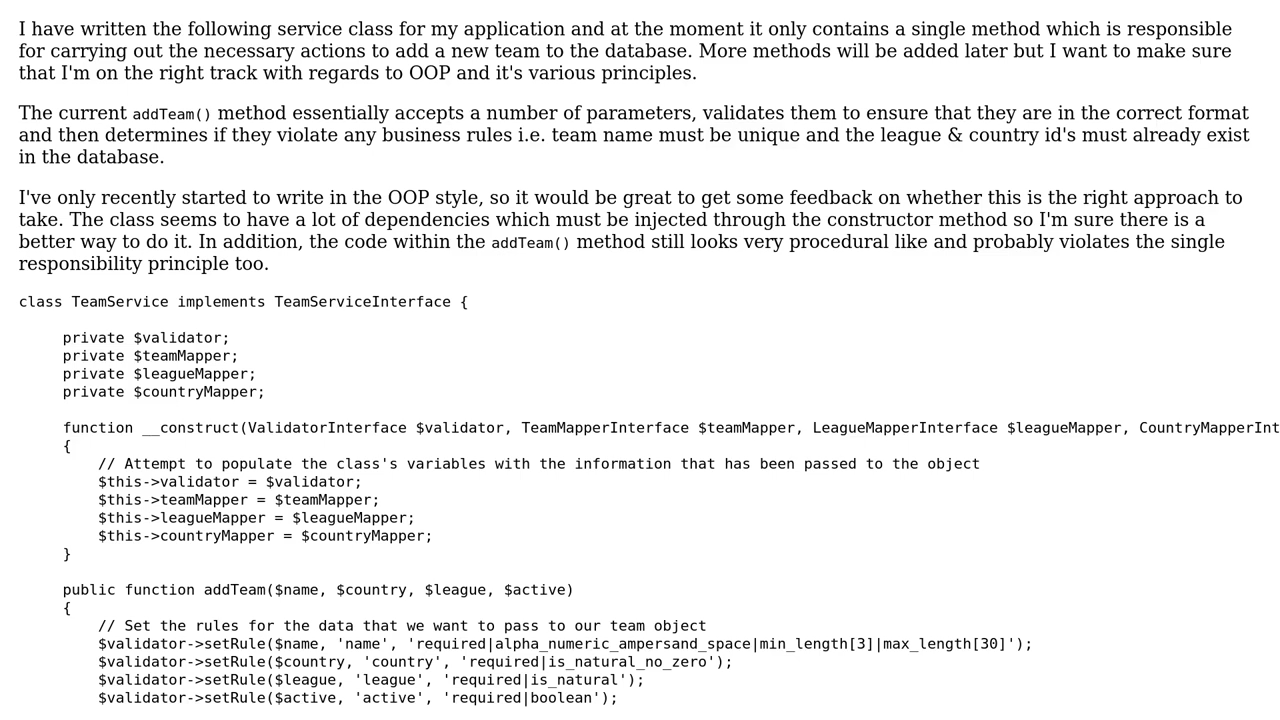 I have written the following service class for my application and at the moment it only contains a single method which is responsible
for carrying out the necessary actions to add a new team to the database. More methods will be added later but I want to make sure
that I'm on the right track with regards to OOP and it's various principles.
The current addTeam() method essentially accepts a number of parameters, validates them to ensure that they are in the correct format
and then determines if they violate any business rules i.e. team name must be unique and the league & country id's must already exist
in the database.
I've only recently started to write in the OOP style, so it would be great to get some feedback on whether this is the right approach to
take. The class seems to have a lot of dependencies which must be injected through the constructor method so I'm sure there is a
better way to do it. In addition, the code within the addTeam() method still looks very procedural like and probably violates the single
responsibility principle too.
class TeamService implements TeamServiceInterface {
private $validator;
private $teamMapper;
private $leagueMapper;
private $countryMapper;
function __construct(ValidatorInterface $validator, TeamMapperInterface $teamMapper, LeagueMapperInterface $leagueMapper, CountryMapperInt
{
// Attempt to populate the class's variables with the information that has been passed to the object
$this->validator = $validator;
$this->teamMapper = $teamMapper;
$this->leagueMapper = $leagueMapper;
$this->countryMapper = $countryMapper;
}
public function addTeam($name, $country, $league, $active)
{
// Set the rules for the data that we want to pass to our team object
$validator->setRule($name, 'name', 'required|alpha_numeric_ampersand_space|min_length[3]|max_length[30]');
$validator->setRule($country, 'country', 'required|is_natural_no_zero');
$validator->setRule($league, 'league', 'required|is_natural');
$validator->setRule($active, 'active', 'required|boolean');